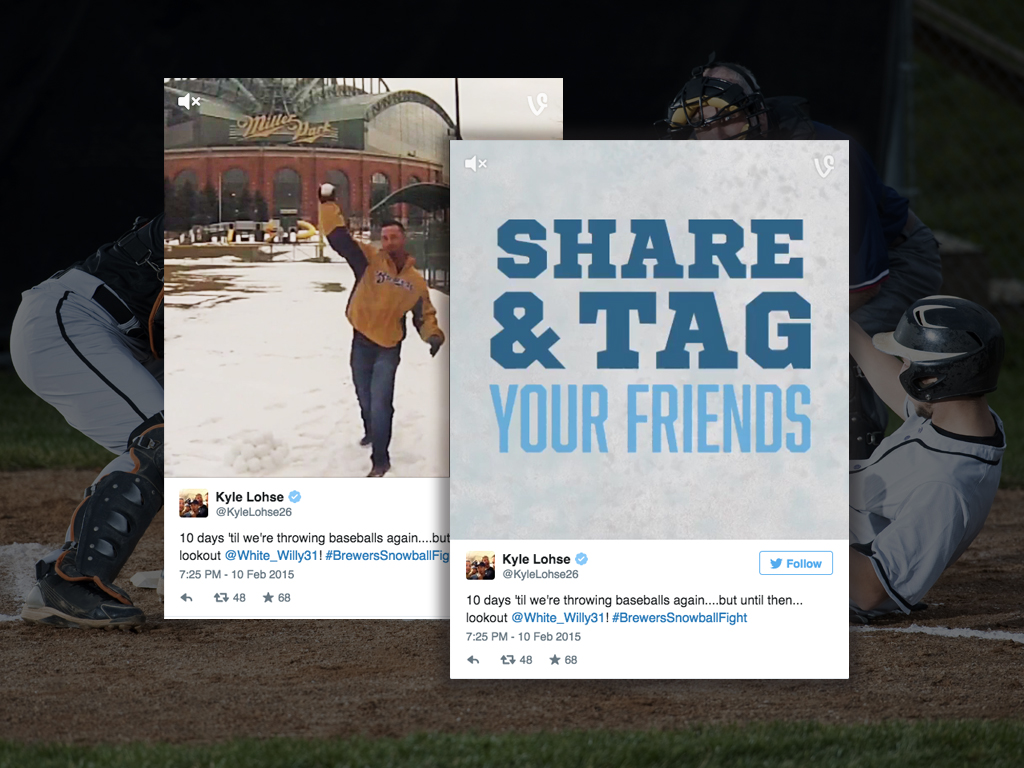 Miller Park
Brewers
Kyle Lohse
@KyleLohse26
10 days 'til we're throwing baseballs again....but
lookout @White_Willy31! #BrewersSnowballFig
7:25 PM - 10 Feb 2015
48 68
SHARE
& TAG
YOUR FRIENDS
Kyle Lohse
@KyleLohse26
Follow
10 days 'til we're throwing baseballs again....but until then...
lookout @White_Willy31! #BrewersSnowballFight
7:25 PM - 10 Feb 2015
48 68